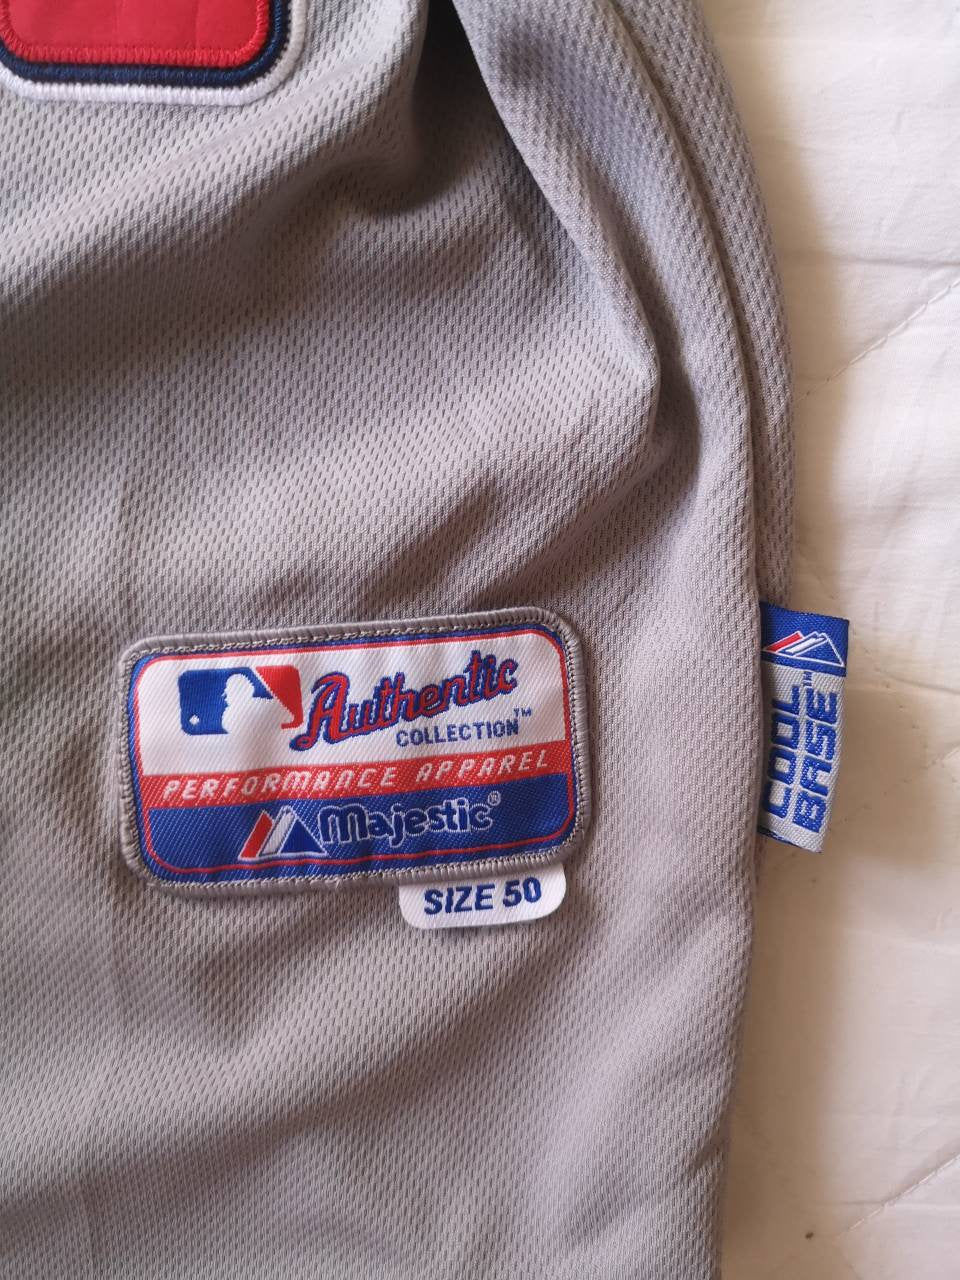 Authentic
COLLECTION™
PERFORMANCE APPAREL
Majestic®
SIZE 50
COOL
BASE™